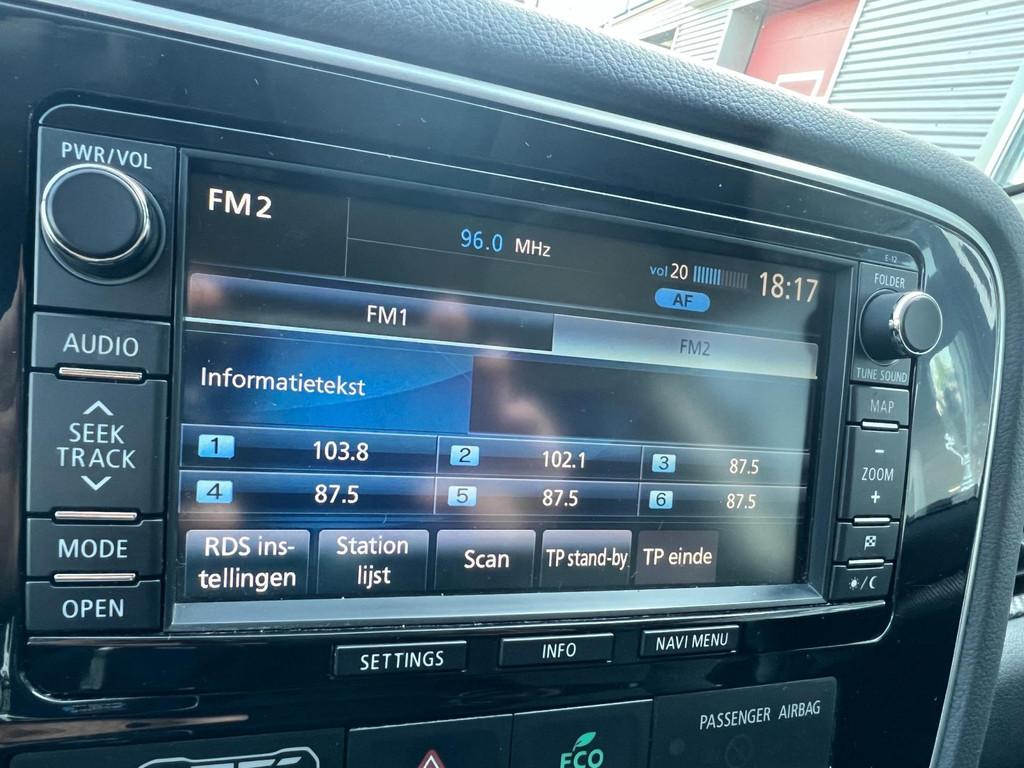 PWR/VOL
FM2
96.0 MHz
vol 20
18:17
AF
E-12
FOLDER
TUNE SOUND
FM1
FM2
AUDIO
Informatietekst
MAP
SEEK
TRACK
1 103.8
2 102.1
3 87.5
4 87.5
5 87.5
6 87.5
- ZOOM +
MODE
RDS ins-
tellingen
Station
lijst
Scan
TP stand-by
TP einde
OPEN
SETTINGS
INFO
NAVI MENU
PASSENGER AIRBAG
ECO